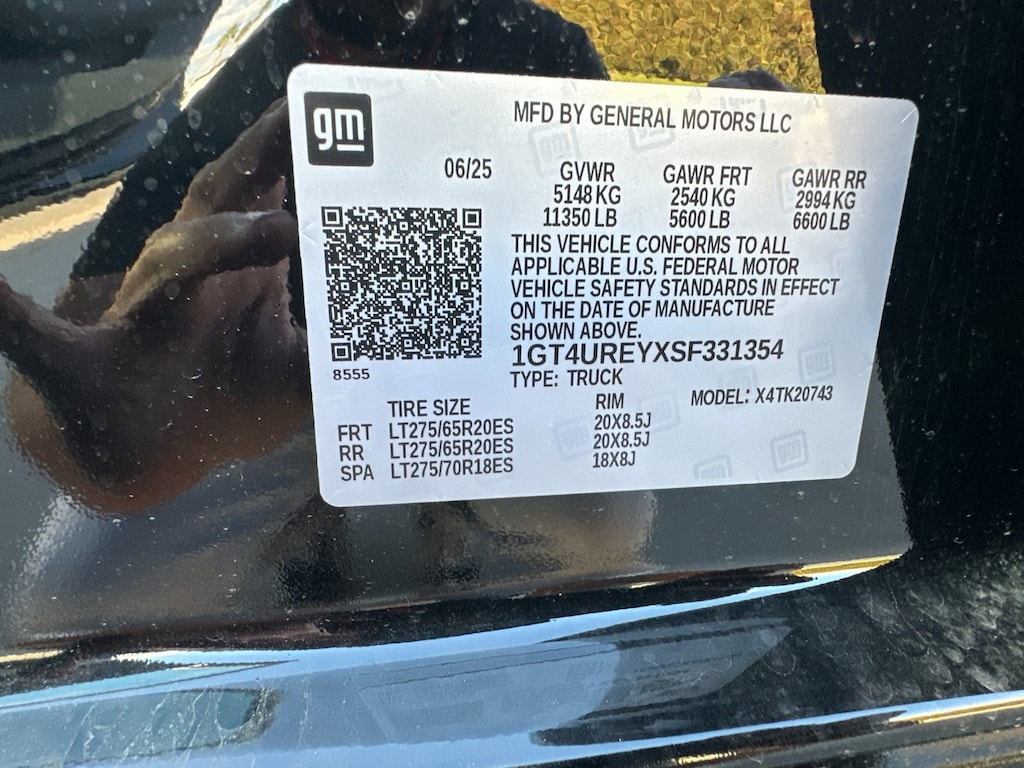 gm
MFD BY GENERAL MOTORS LLC
06/25
GVWR GAWR FRT GAWR RR
5148 KG 2540 KG 2994 KG
11350 LB 5600 LB 6600 LB
THIS VEHICLE CONFORMS TO ALL
APPLICABLE U.S. FEDERAL MOTOR
VEHICLE SAFETY STANDARDS IN EFFECT
ON THE DATE OF MANUFACTURE
SHOWN ABOVE.
8555
1GT4UREYXSF331354
TYPE: TRUCK
MODEL: X4TK20743
TIRE SIZE RIM
FRT LT275/65R20ES 20X8.5J
RR LT275/65R20ES 20X8.5J
SPA LT275/70R18ES 18X8J